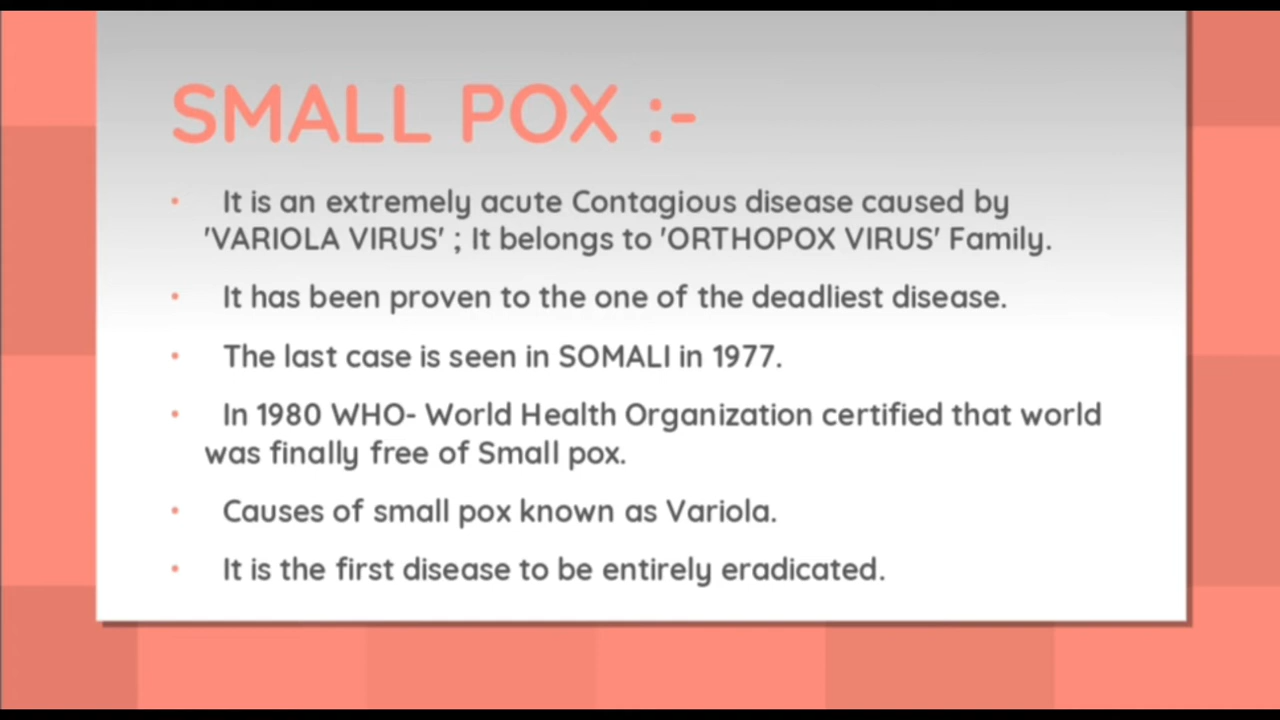 SMALL POX :-
• It is an extremely acute Contagious disease caused by
'VARIOLA VIRUS' ; It belongs to 'ORTHOPOX VIRUS' Family.
• It has been proven to the one of the deadliest disease.
• The last case is seen in SOMALI in 1977.
• In 1980 WHO- World Health Organization certified that world
was finally free of Small pox.
• Causes of small pox known as Variola.
• It is the first disease to be entirely eradicated.